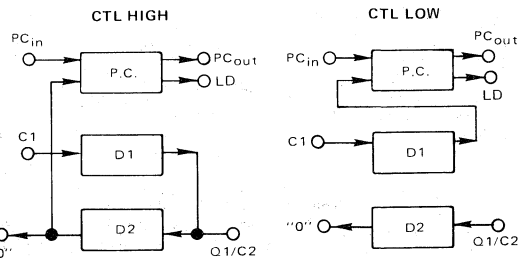 CTL HIGH
PCin
P.C.
PCout
LD
C1
D1
D2
0"
Q1/C2
CTL LOW
PCin
P.C.
PCout
LD
C1
D1
"0"
D2
Q1/C2